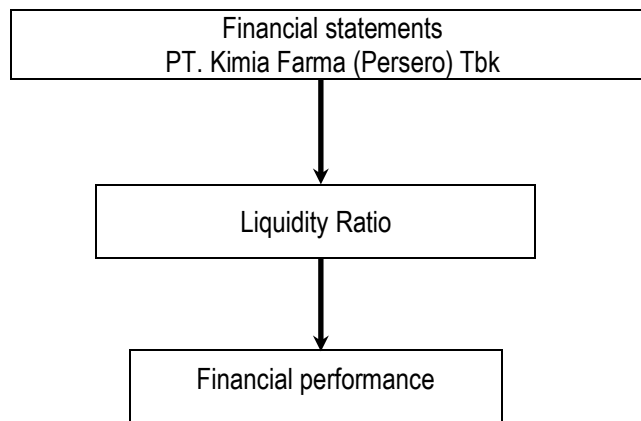 Financial statements
PT. Kimia Farma (Persero) Tbk
Liquidity Ratio
Financial performance